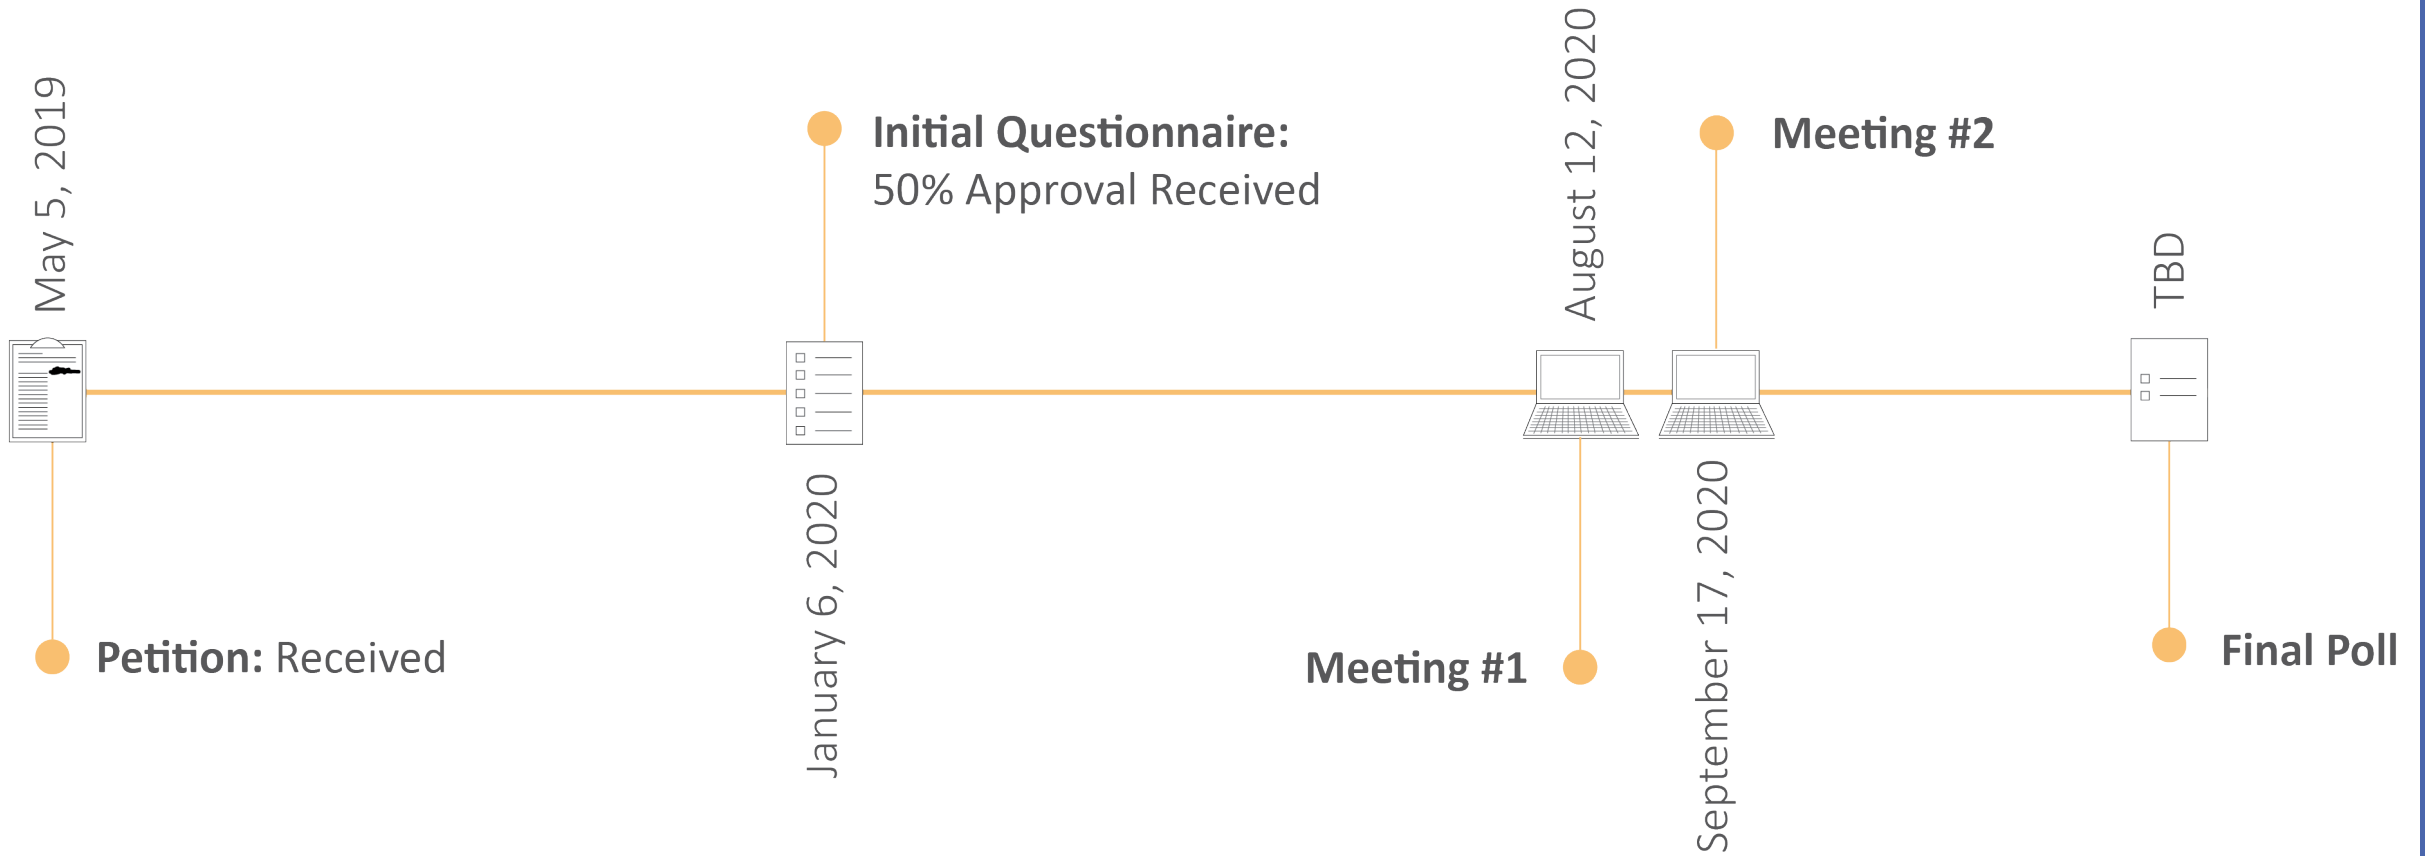 May 5, 2019
Petition: Received
Initial Questionnaire:
50% Approval Received
January 6, 2020
August 12, 2020
Meeting #1
Meeting #2
September 17, 2020
TBD
Final Poll